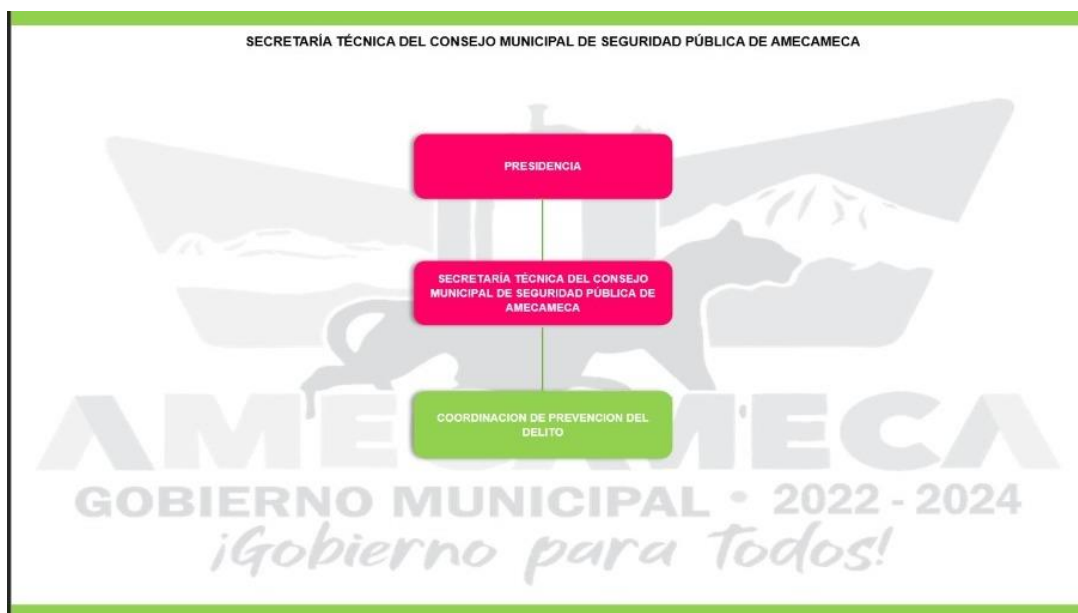 SECRETARÍA TÉCNICA DEL CONSEJO MUNICIPAL DE SEGURIDAD PÚBLICA DE AMECAMECA
PRESIDENCIA
SECRETARÍA TÉCNICA DEL CONSEJO
MUNICIPAL DE SEGURIDAD PÚBLICA DE
AMECAMECA
COORDINACION DE PREVENCION DEL
DELITO
AMECAMECA
GOBIERNO MUNICIPAL • 2022 - 2024
¡Gobierno para Todos!